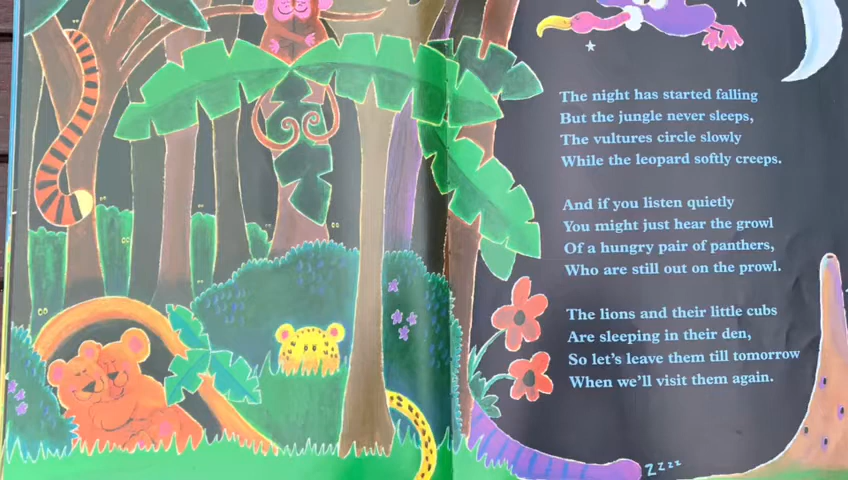 The night has started falling
But the jungle never sleeps,
The vultures circle slowly
While the leopard softly creeps.
And if you listen quietly
You might just hear the growl
Of a hungry pair of panthers,
Who are still out on the prowl.
The lions and their little cubs
Are sleeping in their den,
So let's leave them till tomorrow
When we'll visit them again.
Zzzz